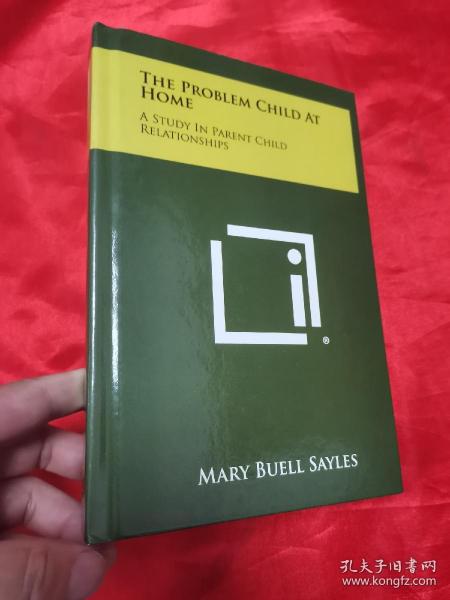 The Problem Child At
Home
A Study In Parent Child
Relationships
®
Mary Buell Sayles
孔夫子旧书网
www.kongfz.com